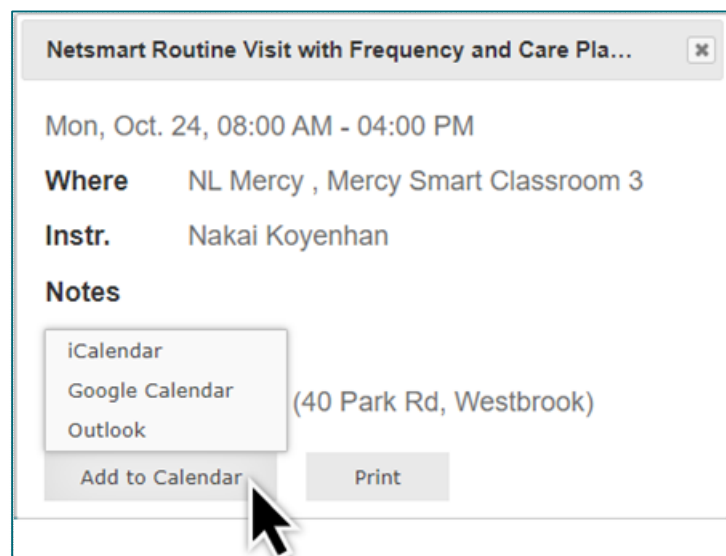 Netsmart Routine Visit with Frequency and Care Pla...
Mon, Oct. 24, 08:00 AM - 04:00 PM
Where NL Mercy , Mercy Smart Classroom 3
Instr. Nakai Koyenhan
Notes
iCalendar
Google Calendar
(40 Park Rd, Westbrook)
Outlook
Add to Calendar Print